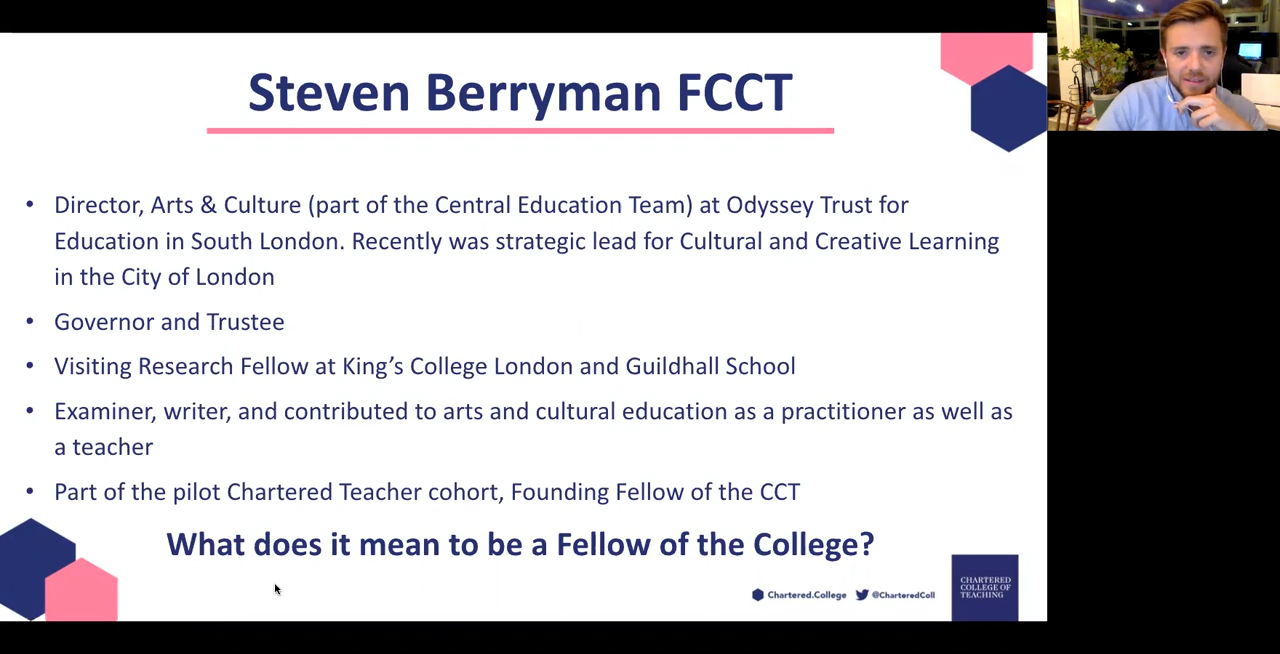 Steven Berryman FCCT
• Director, Arts & Culture (part of the Central Education Team) at Odyssey Trust for
Education in South London. Recently was strategic lead for Cultural and Creative Learning
in the City of London
• Governor and Trustee
• Visiting Research Fellow at King’s College London and Guildhall School
• Examiner, writer, and contributed to arts and cultural education as a practitioner as well as
a teacher
• Part of the pilot Chartered Teacher cohort, Founding Fellow of the CCT
What does it mean to be a Fellow of the College?
Chartered.College @CharteredColl
CHARTERED
COLLEGE OF
TEACHING